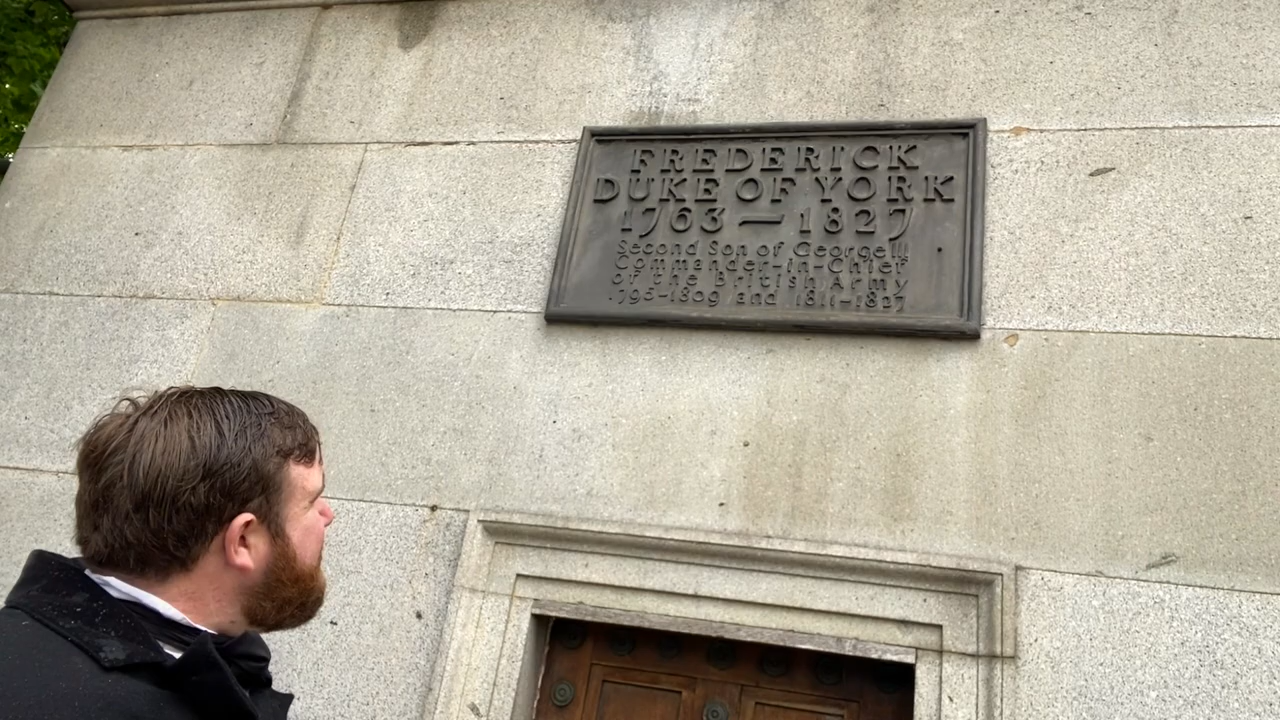 FREDERICK
DUKE OF YORK
1763 — 1827
Second Son of George III
Commander-in-Chief
of the British Army
1795-1809 and 1811-1827